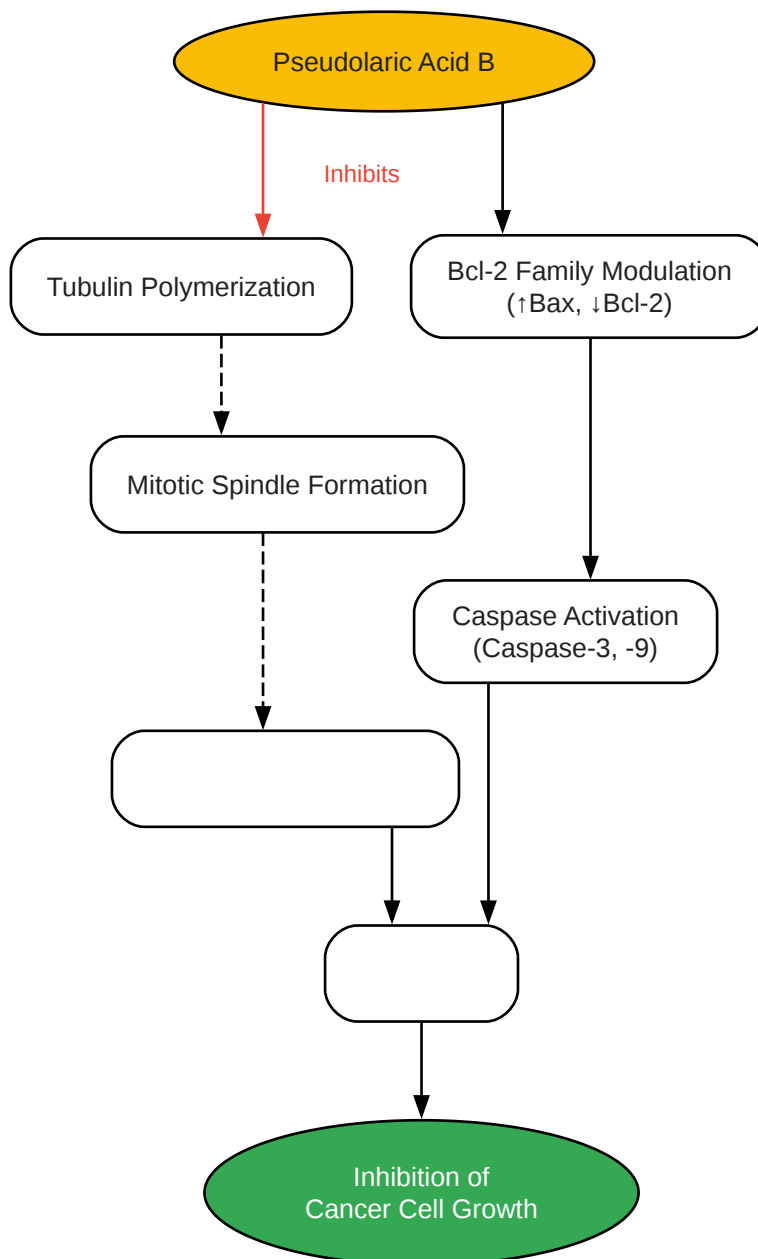 Pseudolaric Acid B
Inhibits
Tubulin Polymerization
Bcl-2 Family Modulation
(↑Bax, ↓Bcl-2)
Mitotic Spindle Formation
Caspase Activation
(Caspase-3, -9)
Inhibition of
Cancer Cell Growth